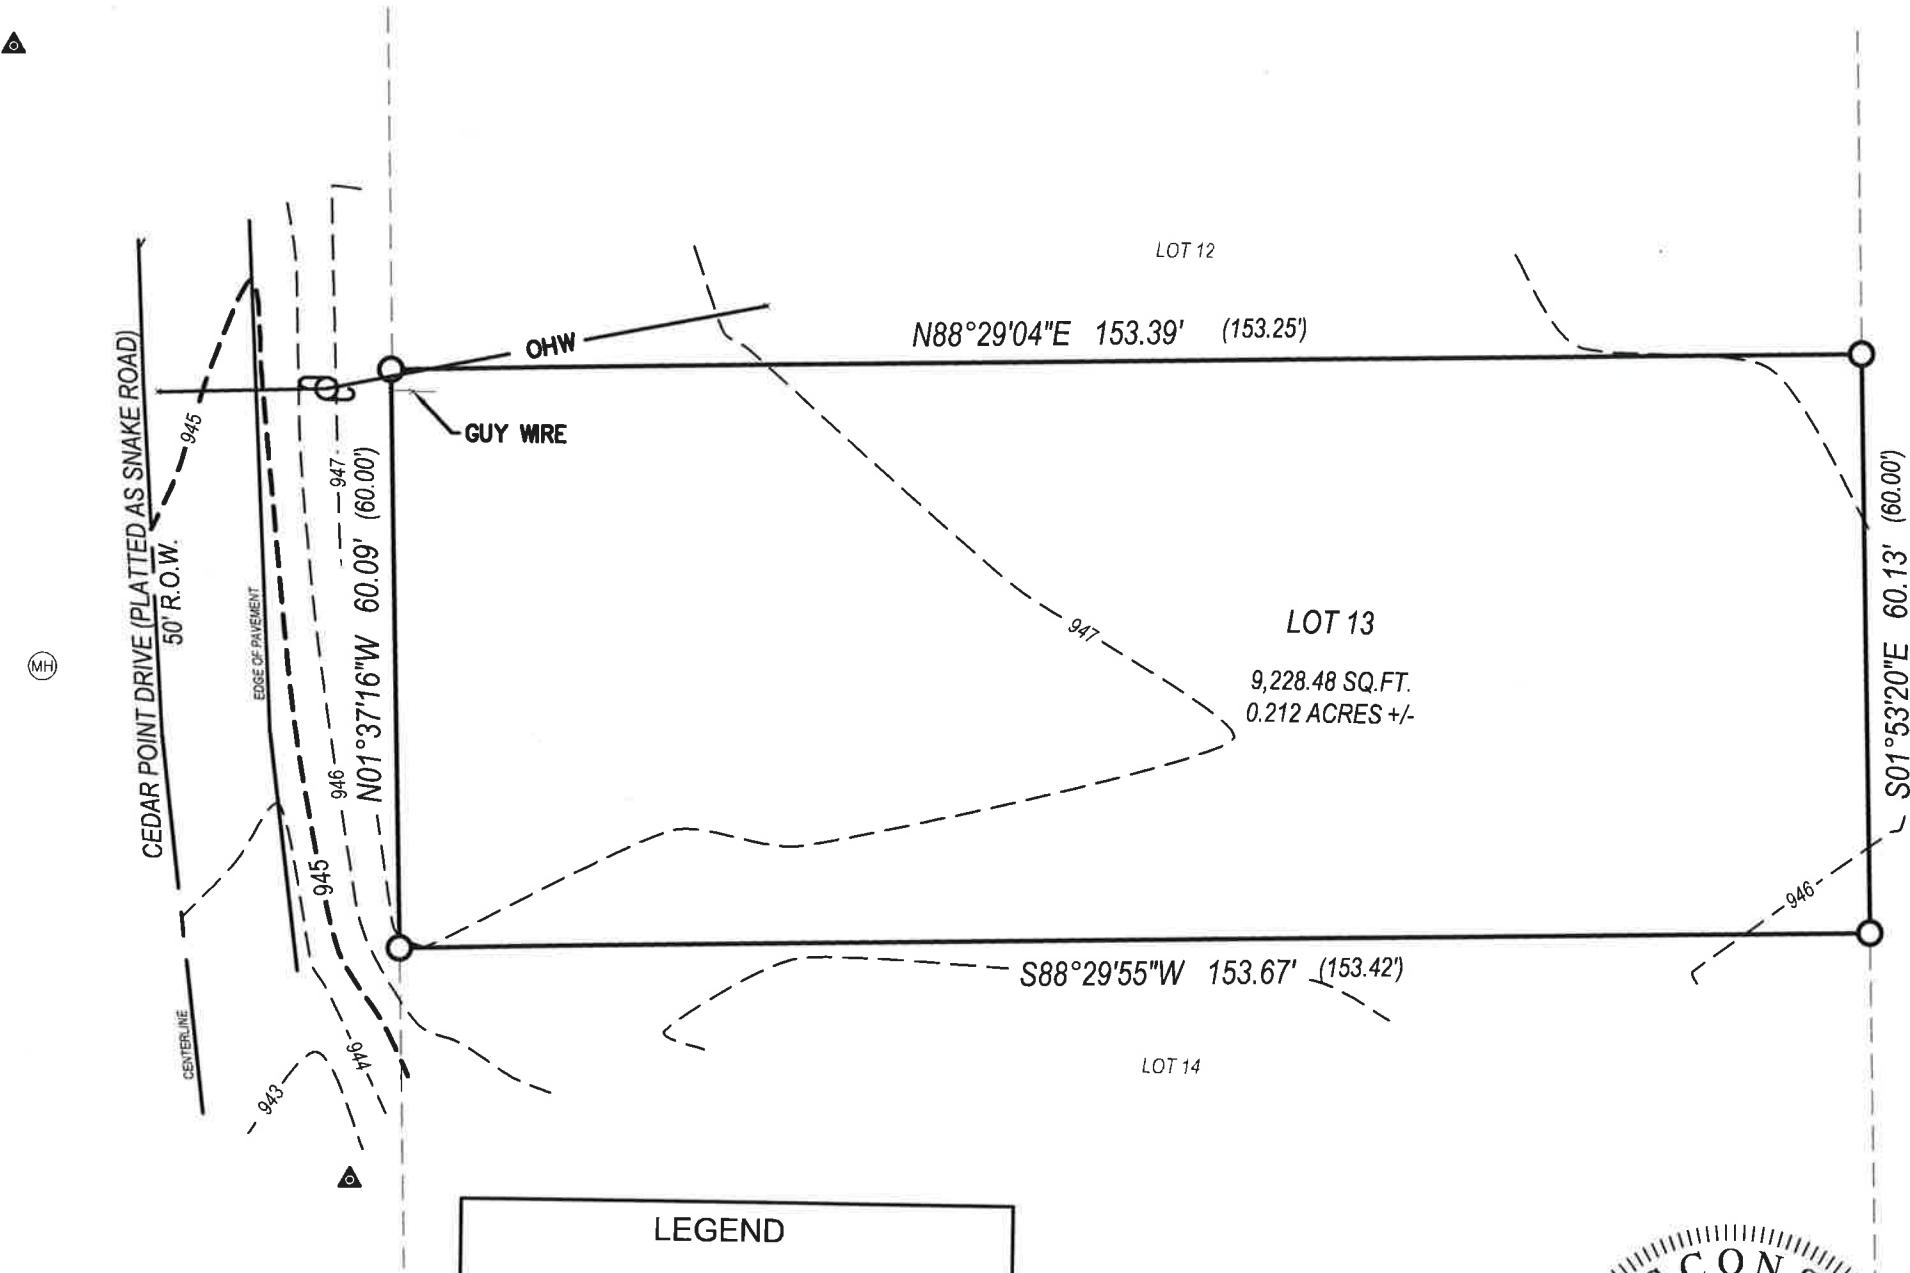 LOT 12
N88°29'04"E 153.39' (153.25')
OHW
GUY WIRE
945
947
CEDAR POINT DRIVE (PLATTED AS SNAKE ROAD)
50' R.O.W.
EDGE OF PAVEMENT
MH
N01°37'16"W 60.09' (60.00')
946
945
947
LOT 13
9,228.48 SQ.FT.
0.212 ACRES +/-
S01°53'20"E 60.13' (60.00')
946
S88°29'55"W 153.67' (153.42')
LOT 14
CENTERLINE
944
943
LEGEND
CON